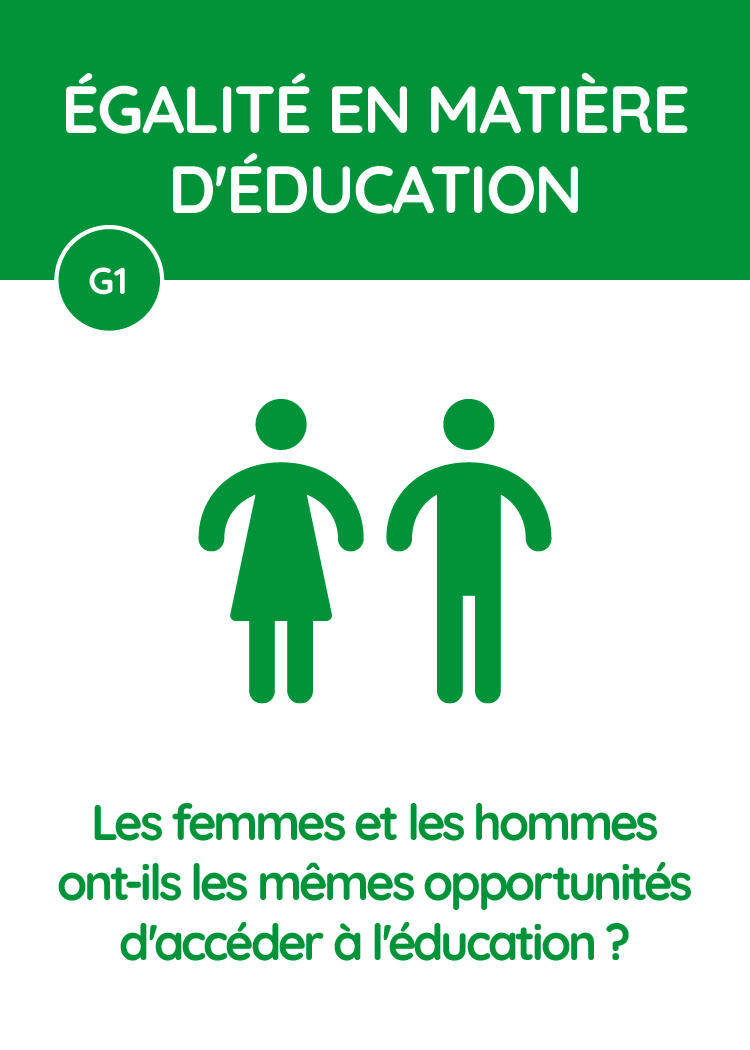 ÉGALITÉ EN MATIÈRE
D'ÉDUCATION
G1
Les femmes et les hommes
ont-ils les mêmes opportunités
d'accéder à l'éducation ?